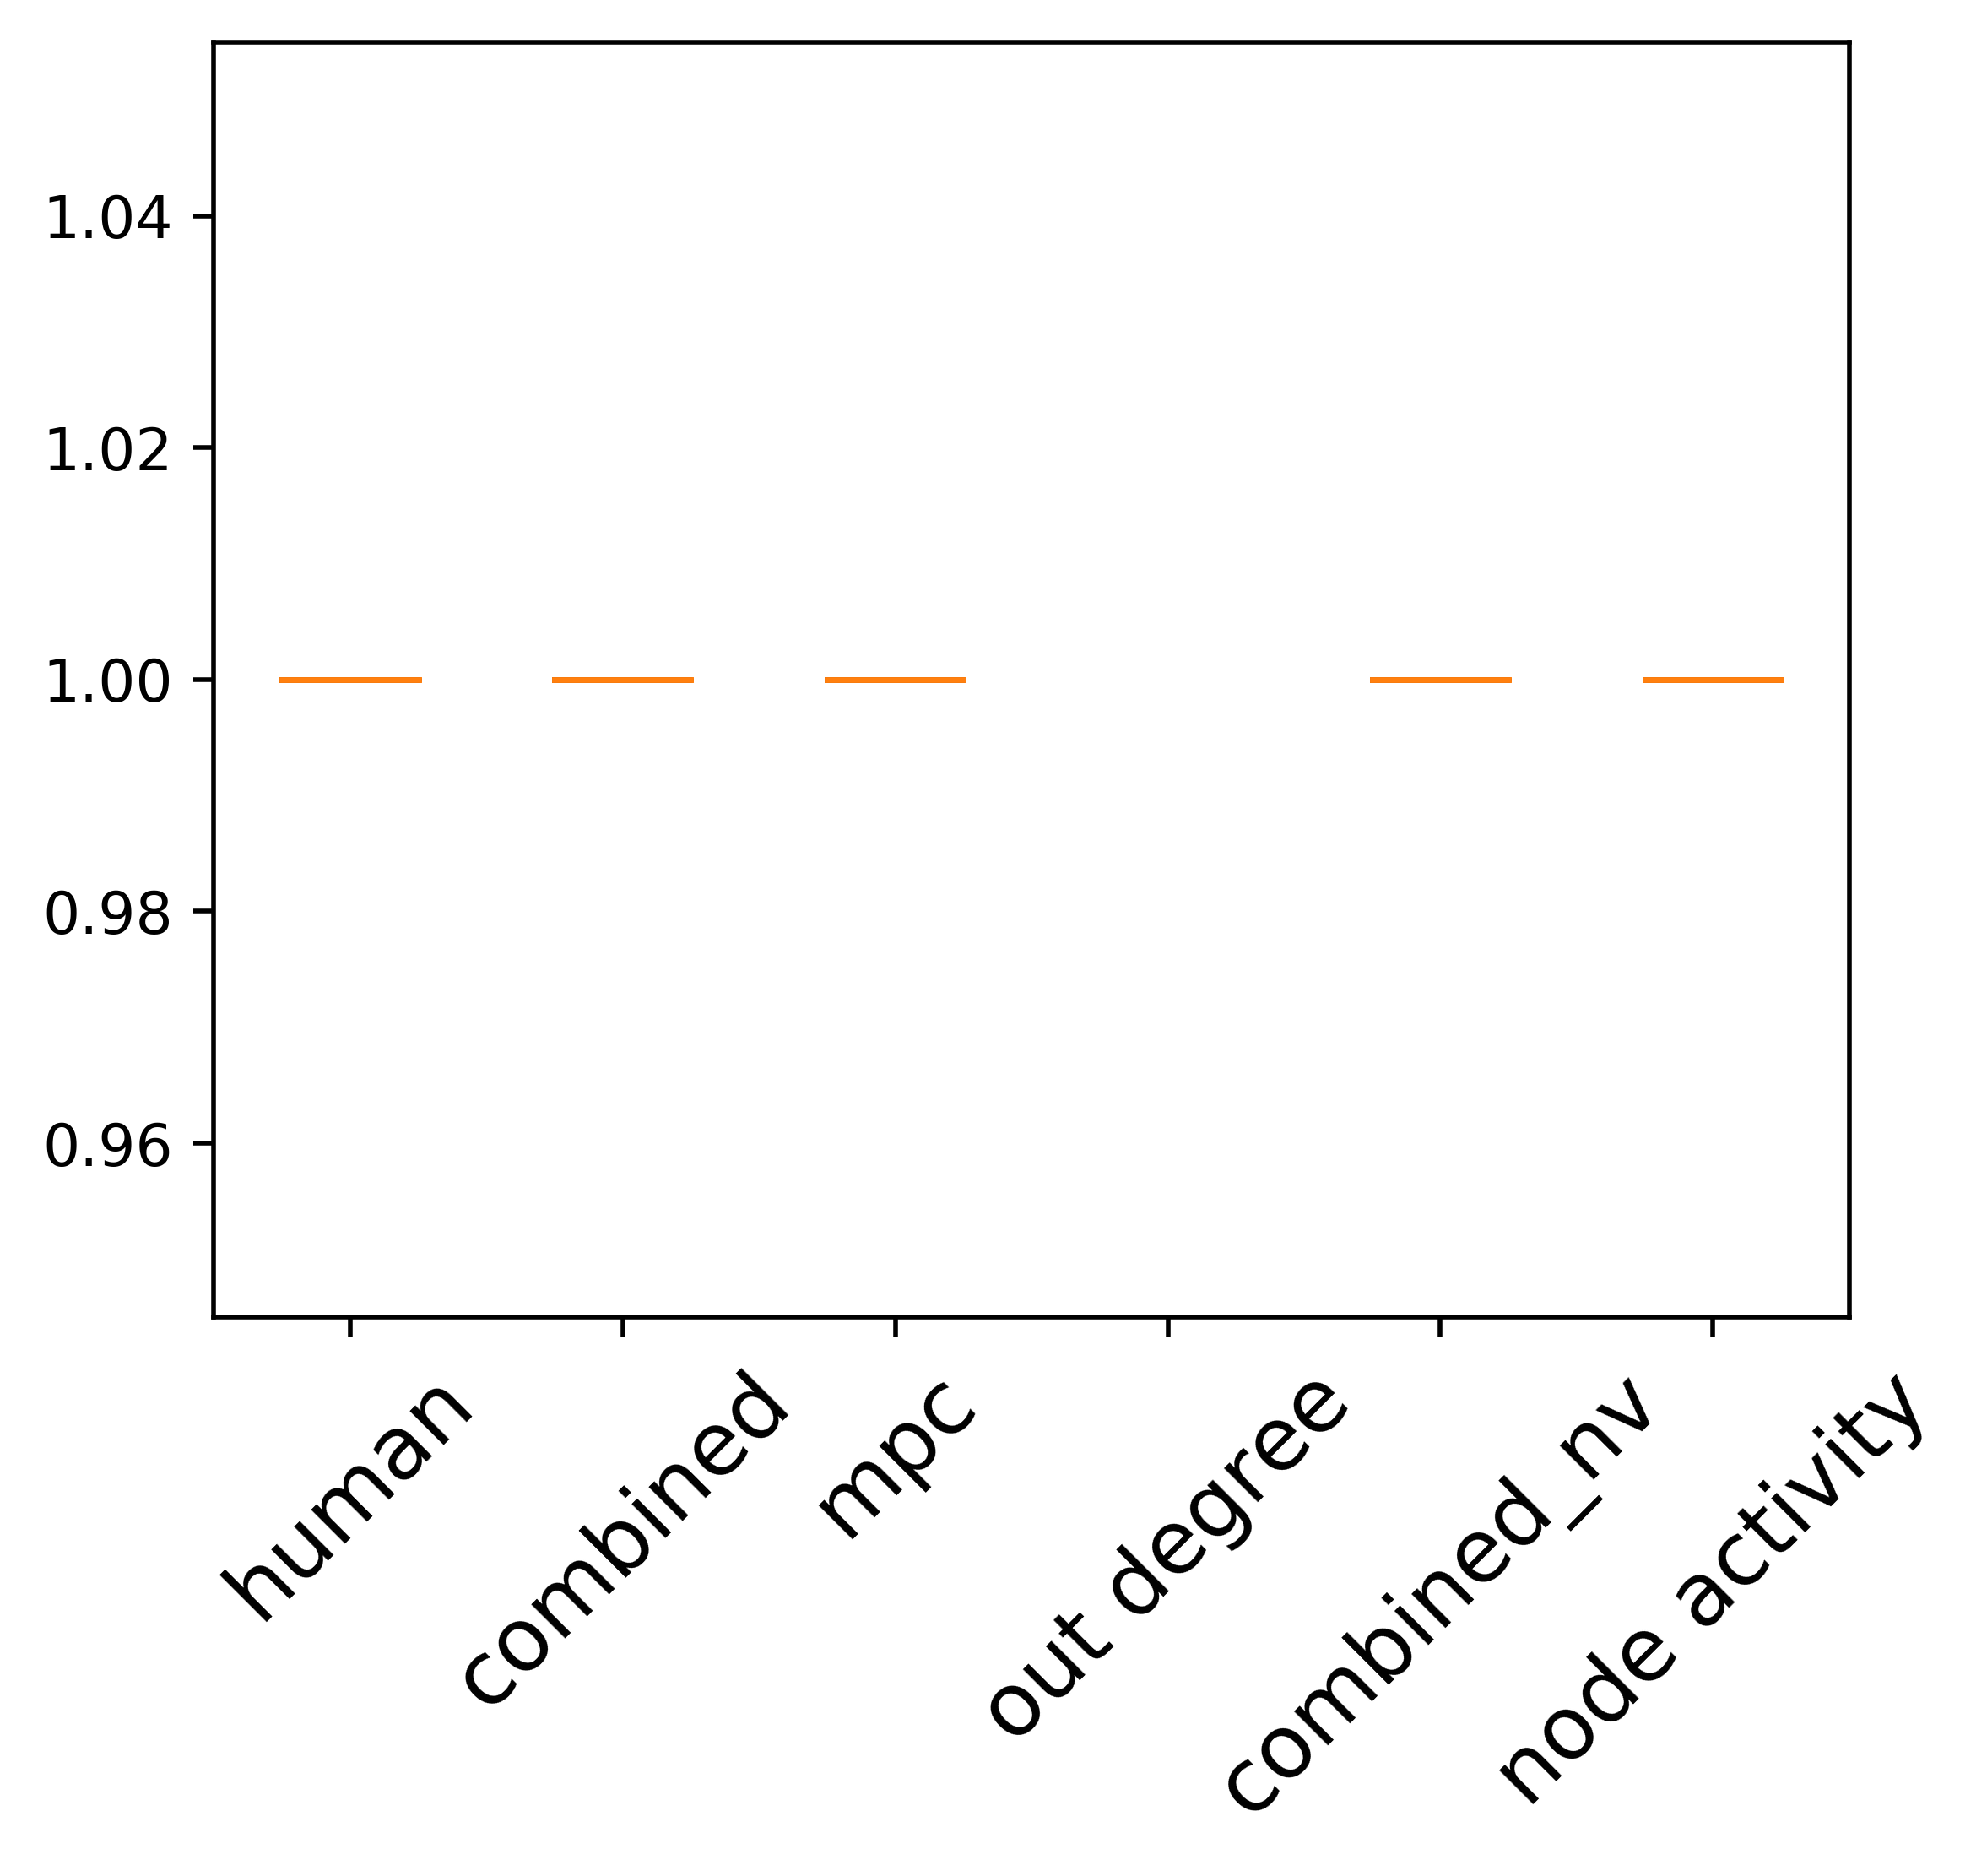 1.04
1.02
1.00
0.98
0.96
human
combined
mpc
out degree
combined_nv
node activity